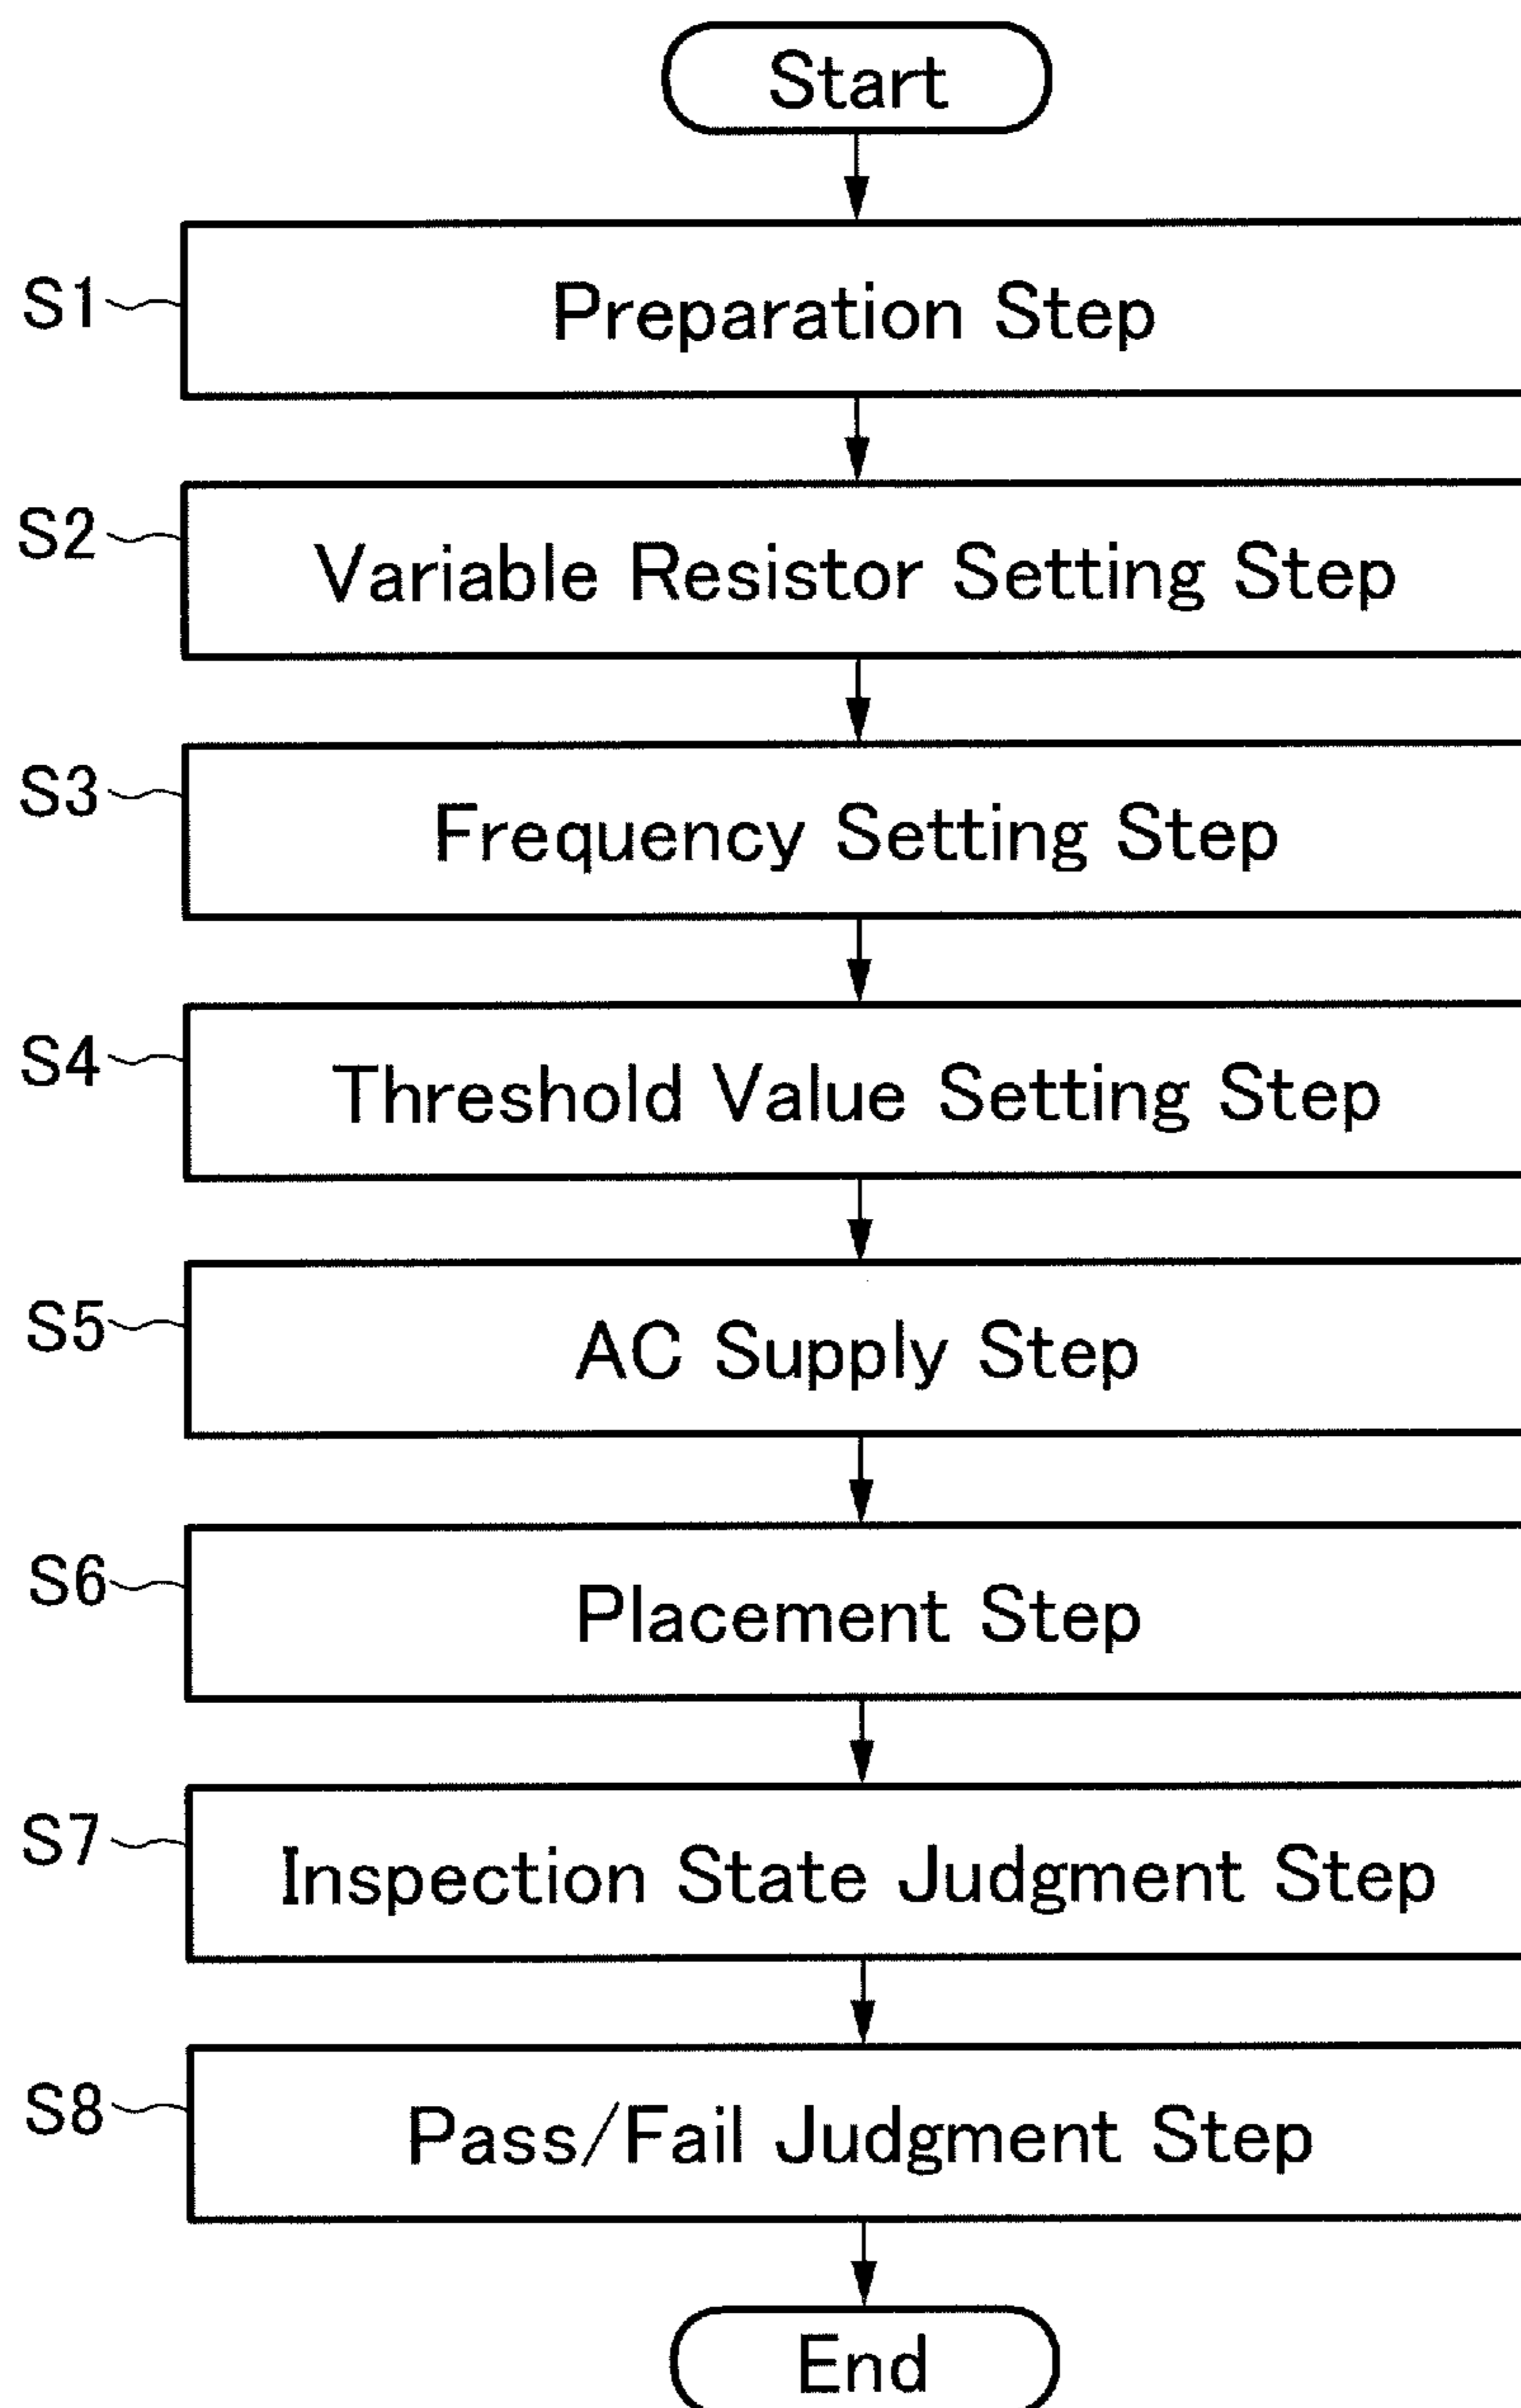 Start
S1 Preparation Step
S2 Variable Resistor Setting Step
S3 Frequency Setting Step
S4 Threshold Value Setting Step
S5 AC Supply Step
S6 Placement Step
S7 Inspection State Judgment Step
S8 Pass/Fail Judgment Step
End